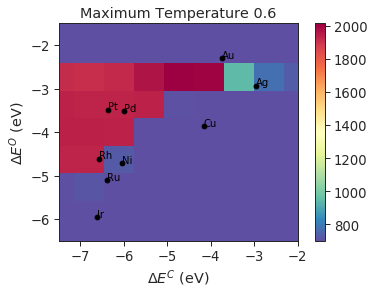 Maximum Temperature 0.6
−2
−3
−4
−5
−6
ΔE^O (eV)
Au
Ag
Pt
Pd
Cu
Rh
Ni
Ru
Ir
−7
−6
−5
−4
−3
−2
ΔE^C (eV)
2000
1800
1600
1400
1200
1000
800